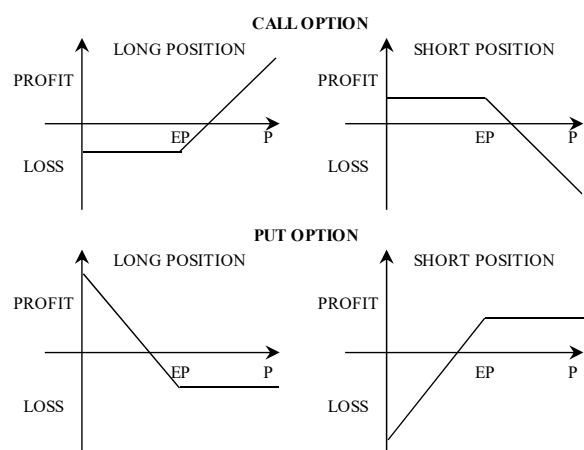 CALL OPTION
LONG POSITION SHORT POSITION
PROFIT PROFIT
EP P EP P
LOSS LOSS
PUT OPTION
LONG POSITION SHORT POSITION
PROFIT PROFIT
EP P EP P
LOSS LOSS